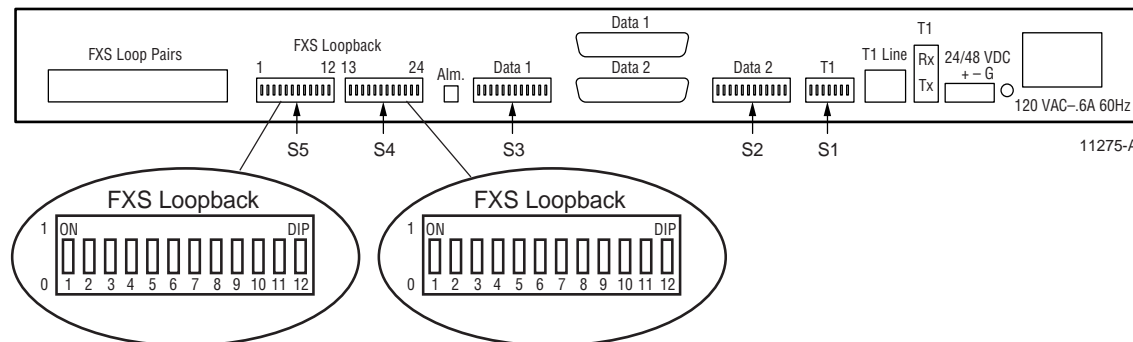 FXS Loop Pairs
FXS Loopback
1 12 13 24
Alm.
Data 1
Data 1
Data 2
Data 2
T1
T1 Line
T1
Rx
Tx
24/48 VDC
+ – G
120 VAC–.6A 60Hz
S5 S4 S3 S2 S1
11275-A
FXS Loopback
1 ON DIP
0 1 2 3 4 5 6 7 8 9 10 11 12
FXS Loopback
1 ON DIP
0 1 2 3 4 5 6 7 8 9 10 11 12